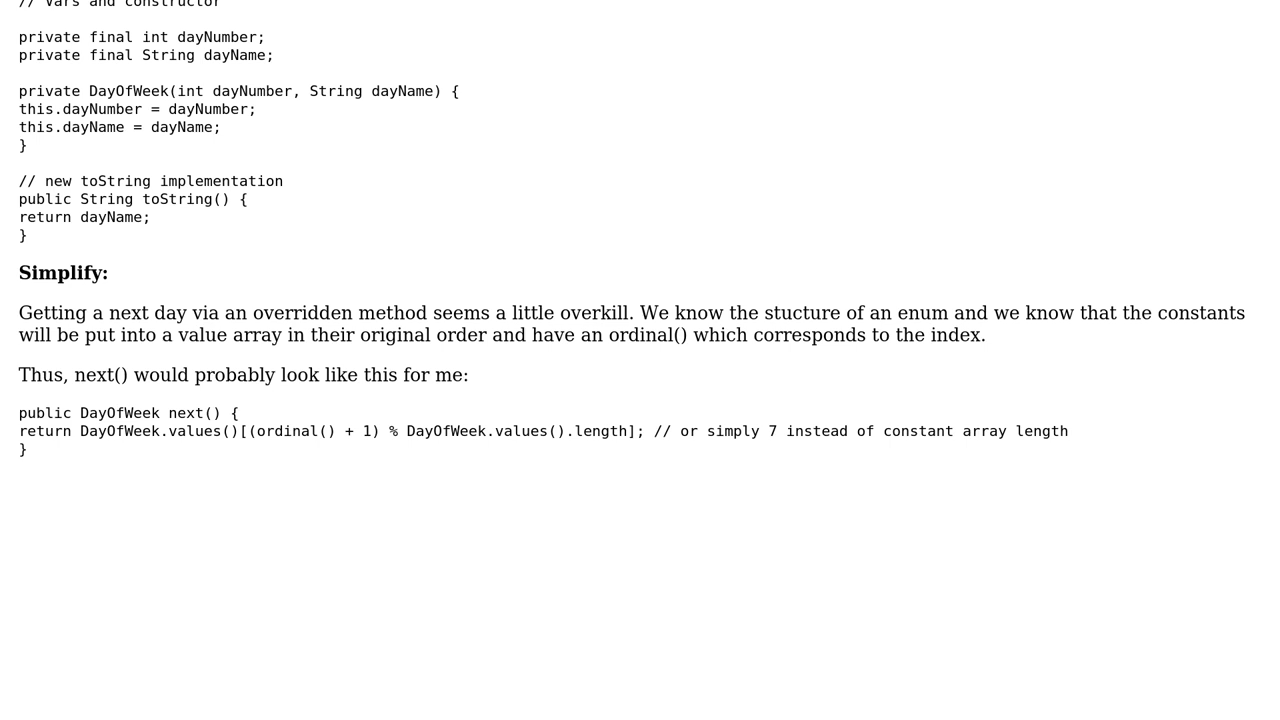 // Vars and constructor
private final int dayNumber;
private final String dayName;
private DayOfWeek(int dayNumber, String dayName) {
this.dayNumber = dayNumber;
this.dayName = dayName;
}
// new toString implementation
public String toString() {
return dayName;
}
Simplify:
Getting a next day via an overridden method seems a little overkill. We know the stucture of an enum and we know that the constants
will be put into a value array in their original order and have an ordinal() which corresponds to the index.
Thus, next() would probably look like this for me:
public DayOfWeek next() {
return DayOfWeek.values()[(ordinal() + 1) % DayOfWeek.values().length]; // or simply 7 instead of constant array length
}